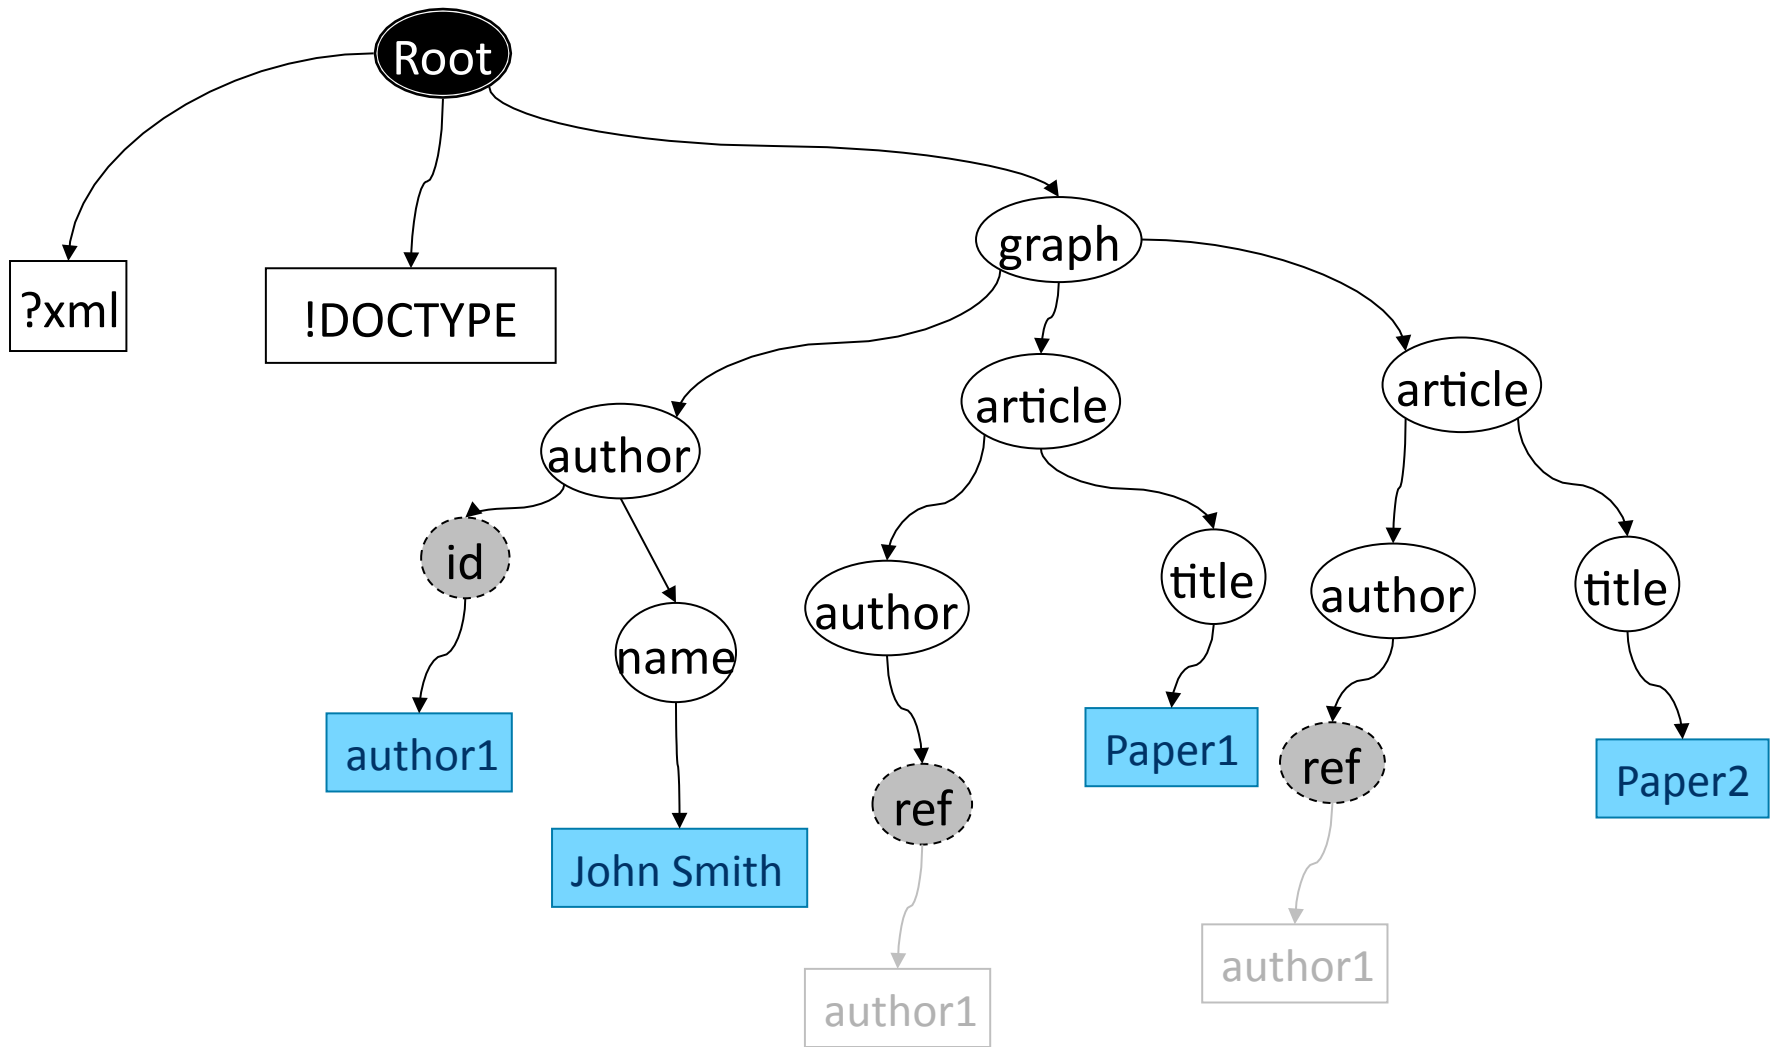 Root
graph
?xml
!DOCTYPE
article
article
author
id
title
title
author
author
name
author1
Paper1
ref
Paper2
ref
John Smith
author1
author1